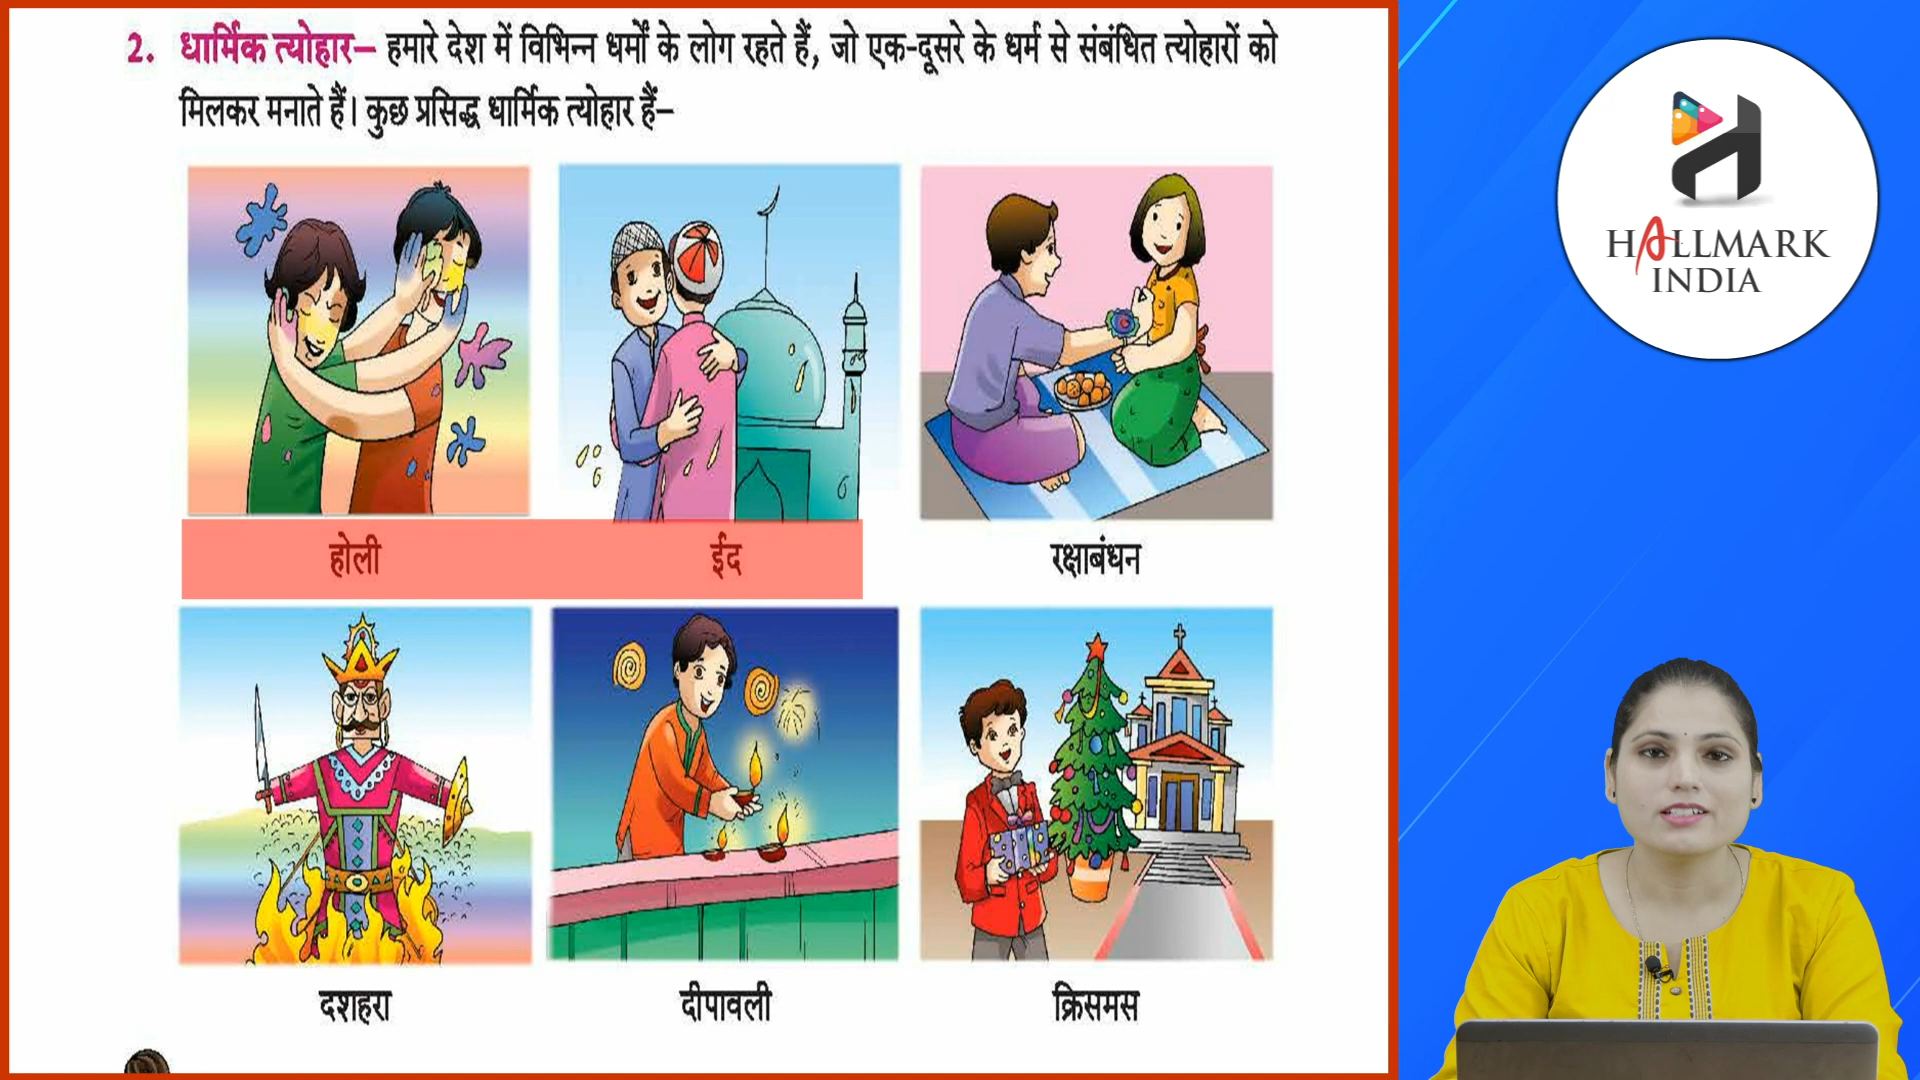 2. धार्मिक त्योहार– हमारे देश में विभिन्न धर्मों के लोग रहते हैं, जो एक-दूसरे के धर्म से संबंधित त्योहारों को
मिलकर मनाते हैं। कुछ प्रसिद्ध धार्मिक त्योहार हैं–
होली ईद रक्षाबंधन
दशहरा दीपावली क्रिसमस
HALLMARK
INDIA